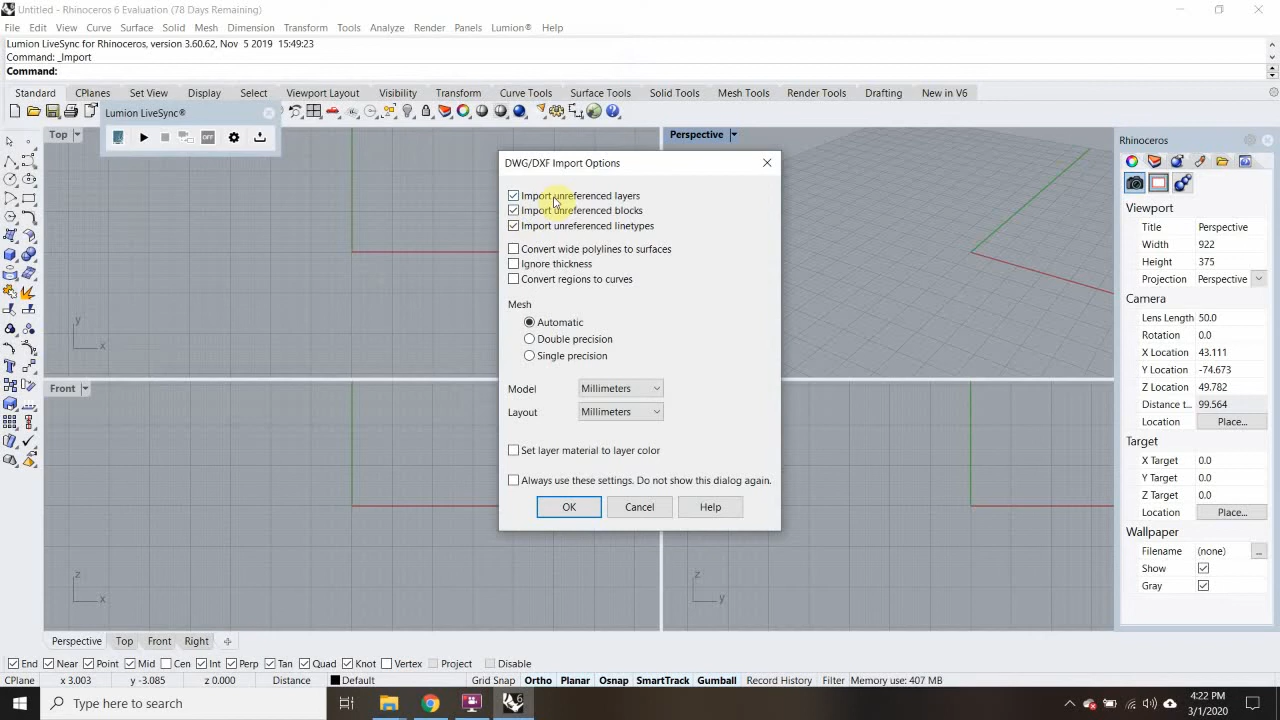 Untitled - Rhinoceros 6 Evaluation (78 Days Remaining)
File Edit View Curve Surface Solid Mesh Dimension Transform Tools Analyze Render Panels Lumion® Help
Lumion LiveSync for Rhinoceros, version 3.60.62, Nov 5 2019 15:49:23
Command: _Import
Command:
Standard CPlanes Set View Display Select Viewport Layout Visibility Transform Curve Tools Surface Tools Solid Tools Mesh Tools Render Tools Drafting New in V6
Lumion LiveSync®
OFF
Top
Perspective
Rhinoceros
DWG/DXF Import Options
Import unreferenced layers
Import unreferenced blocks
Import unreferenced linetypes
Convert wide polylines to surfaces
Ignore thickness
Convert regions to curves
Mesh
Automatic
Double precision
Single precision
Model Millimeters
Layout Millimeters
Set layer material to layer color
Always use these settings. Do not show this dialog again.
OK Cancel Help
Viewport
Title Perspective
Width 922
Height 375
Projection Perspective
Camera
Lens Length 50.0
Rotation 0.0
X Location 43.111
Y Location -74.673
Z Location 49.782
Distance t... 99.564
Location Place...
Target
X Target 0.0
Y Target 0.0
Z Target 0.0
Location Place...
Wallpaper
Filename (none) ...
Show
Gray
y
x
Front
z
x
z
y
Perspective Top Front Right
End Near Point Mid Cen Int Perp Tan Quad Knot Vertex Project Disable
CPlane x 3.003 y -3.085 z 0.000 Distance Default Grid Snap Ortho Planar Osnap SmartTrack Gumball Record History Memory use: 407 MB
Type here to search
4:22 PM
3/1/2020